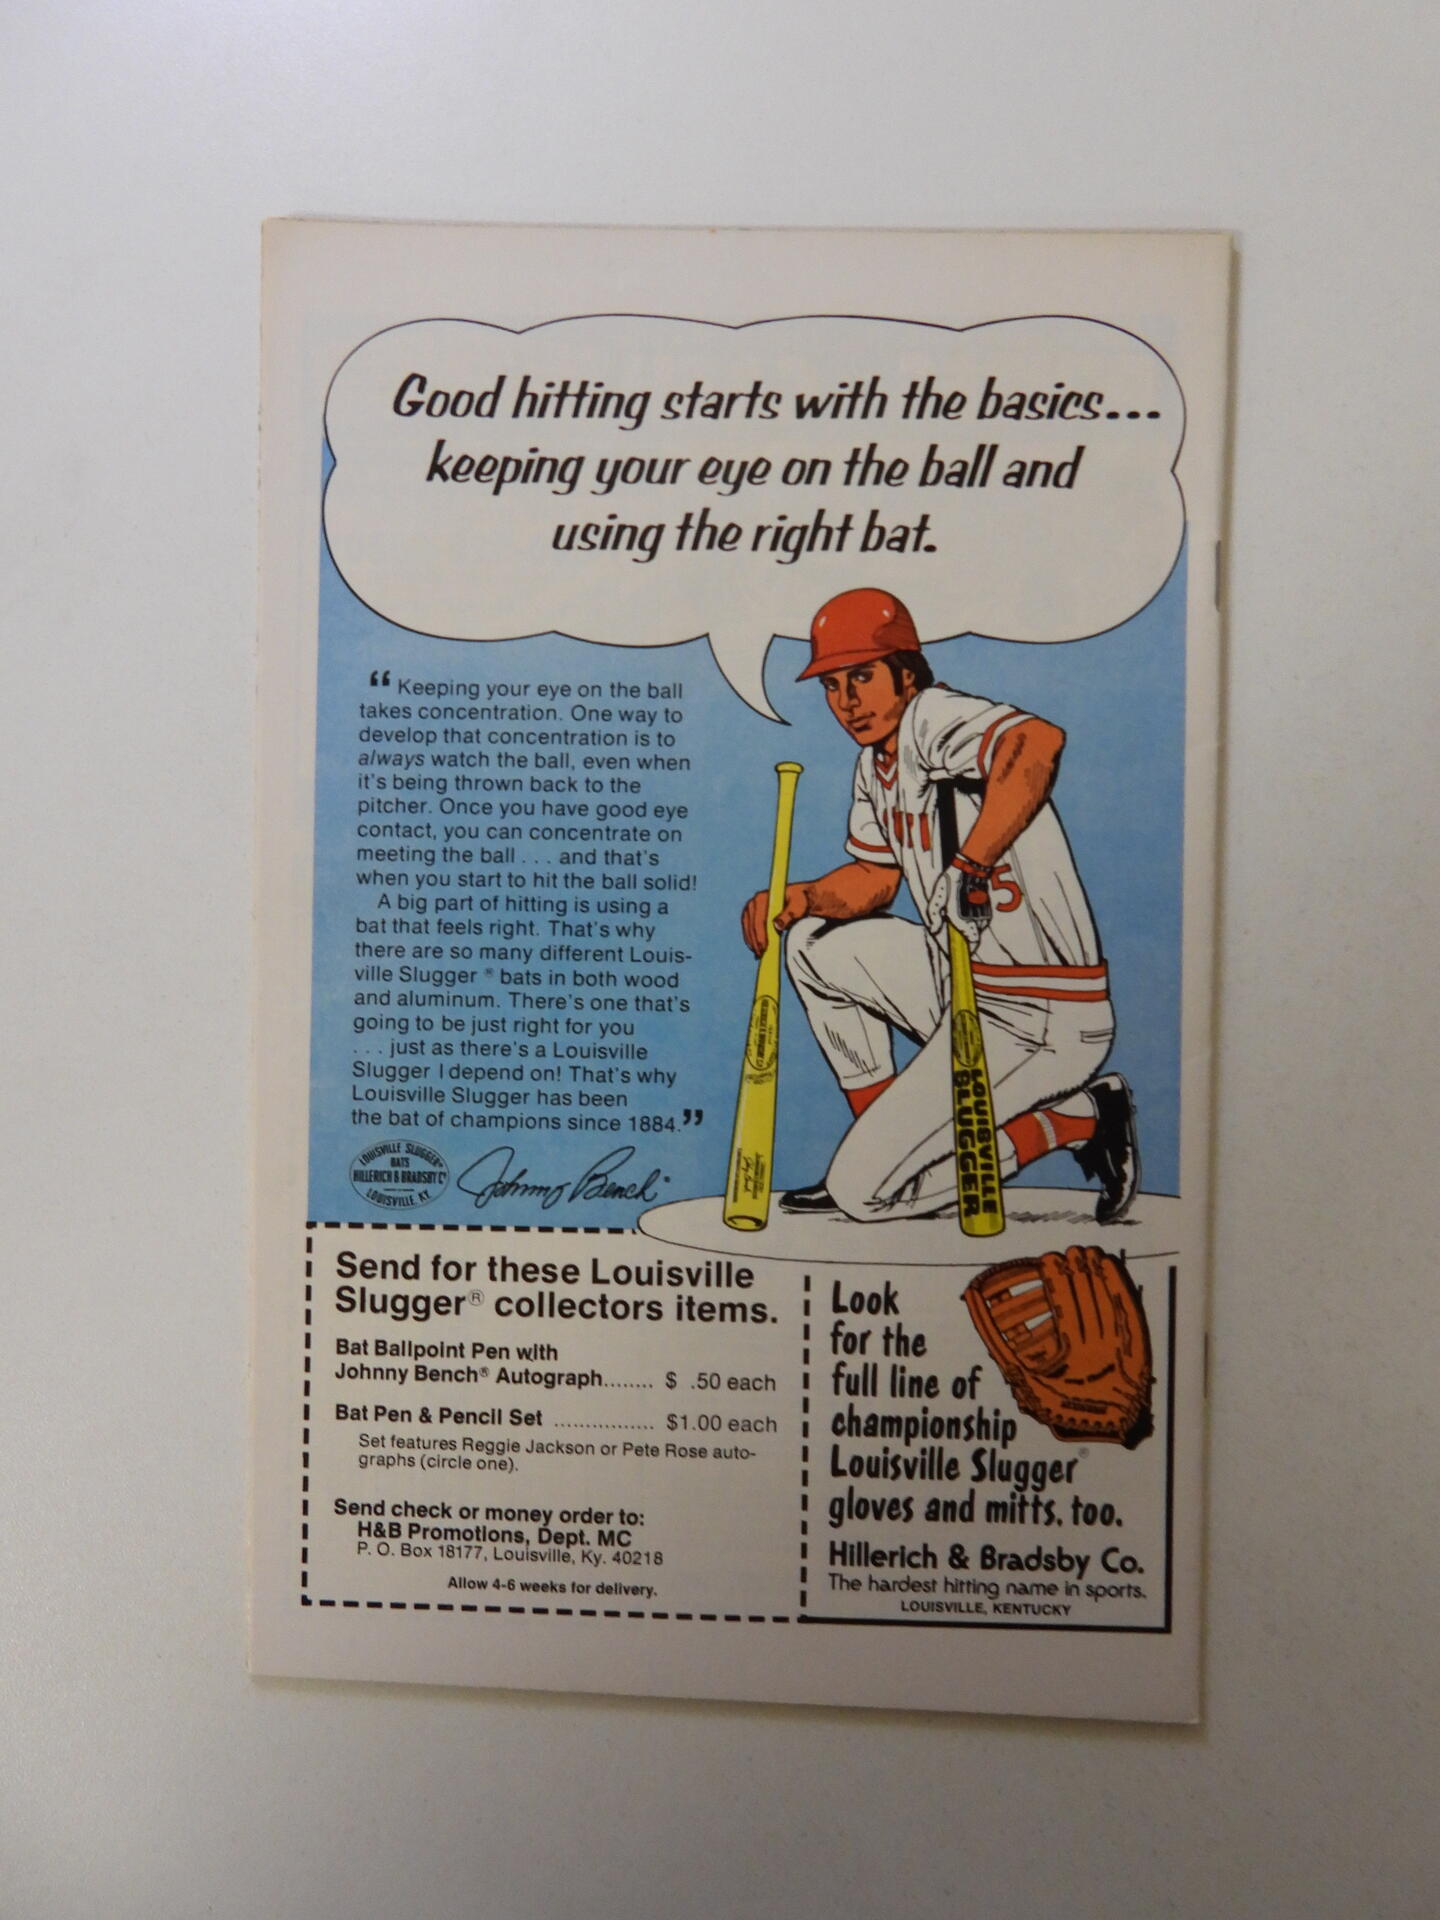 Good hitting starts with the basics...
keeping your eye on the ball and
using the right bat.
“Keeping your eye on the ball
takes concentration. One way to
develop that concentration is to
always watch the ball, even when
it's being thrown back to the
pitcher. Once you have good eye
contact, you can concentrate on
meeting the ball . . . and that's
when you start to hit the ball solid!
A big part of hitting is using a
bat that feels right. That's why
there are so many different Louis-
ville Slugger® bats in both wood
and aluminum. There's one that's
going to be just right for you
. . . just as there's a Louisville
Slugger I depend on! That's why
Louisville Slugger has been
the bat of champions since 1884.”
LOUISVILLE SLUGGER®
BATS
HILLERICH & BRADSBY Cº
LOUISVILLE, KY.
Johnny Bench
5
LOUISVILLE
SLUGGER
Send for these Louisville
Slugger® collectors items.
Bat Ballpoint Pen with
Johnny Bench® Autograph........ $ .50 each
Bat Pen & Pencil Set ................ $1.00 each
Set features Reggie Jackson or Pete Rose auto-
graphs (circle one).
Send check or money order to:
H&B Promotions, Dept. MC
P. O. Box 18177, Louisville, Ky. 40218
Allow 4-6 weeks for delivery.
Look
for the
full line of
championship
Louisville Slugger®
gloves and mitts, too.
Hillerich & Bradsby Co.
The hardest hitting name in sports.
LOUISVILLE, KENTUCKY